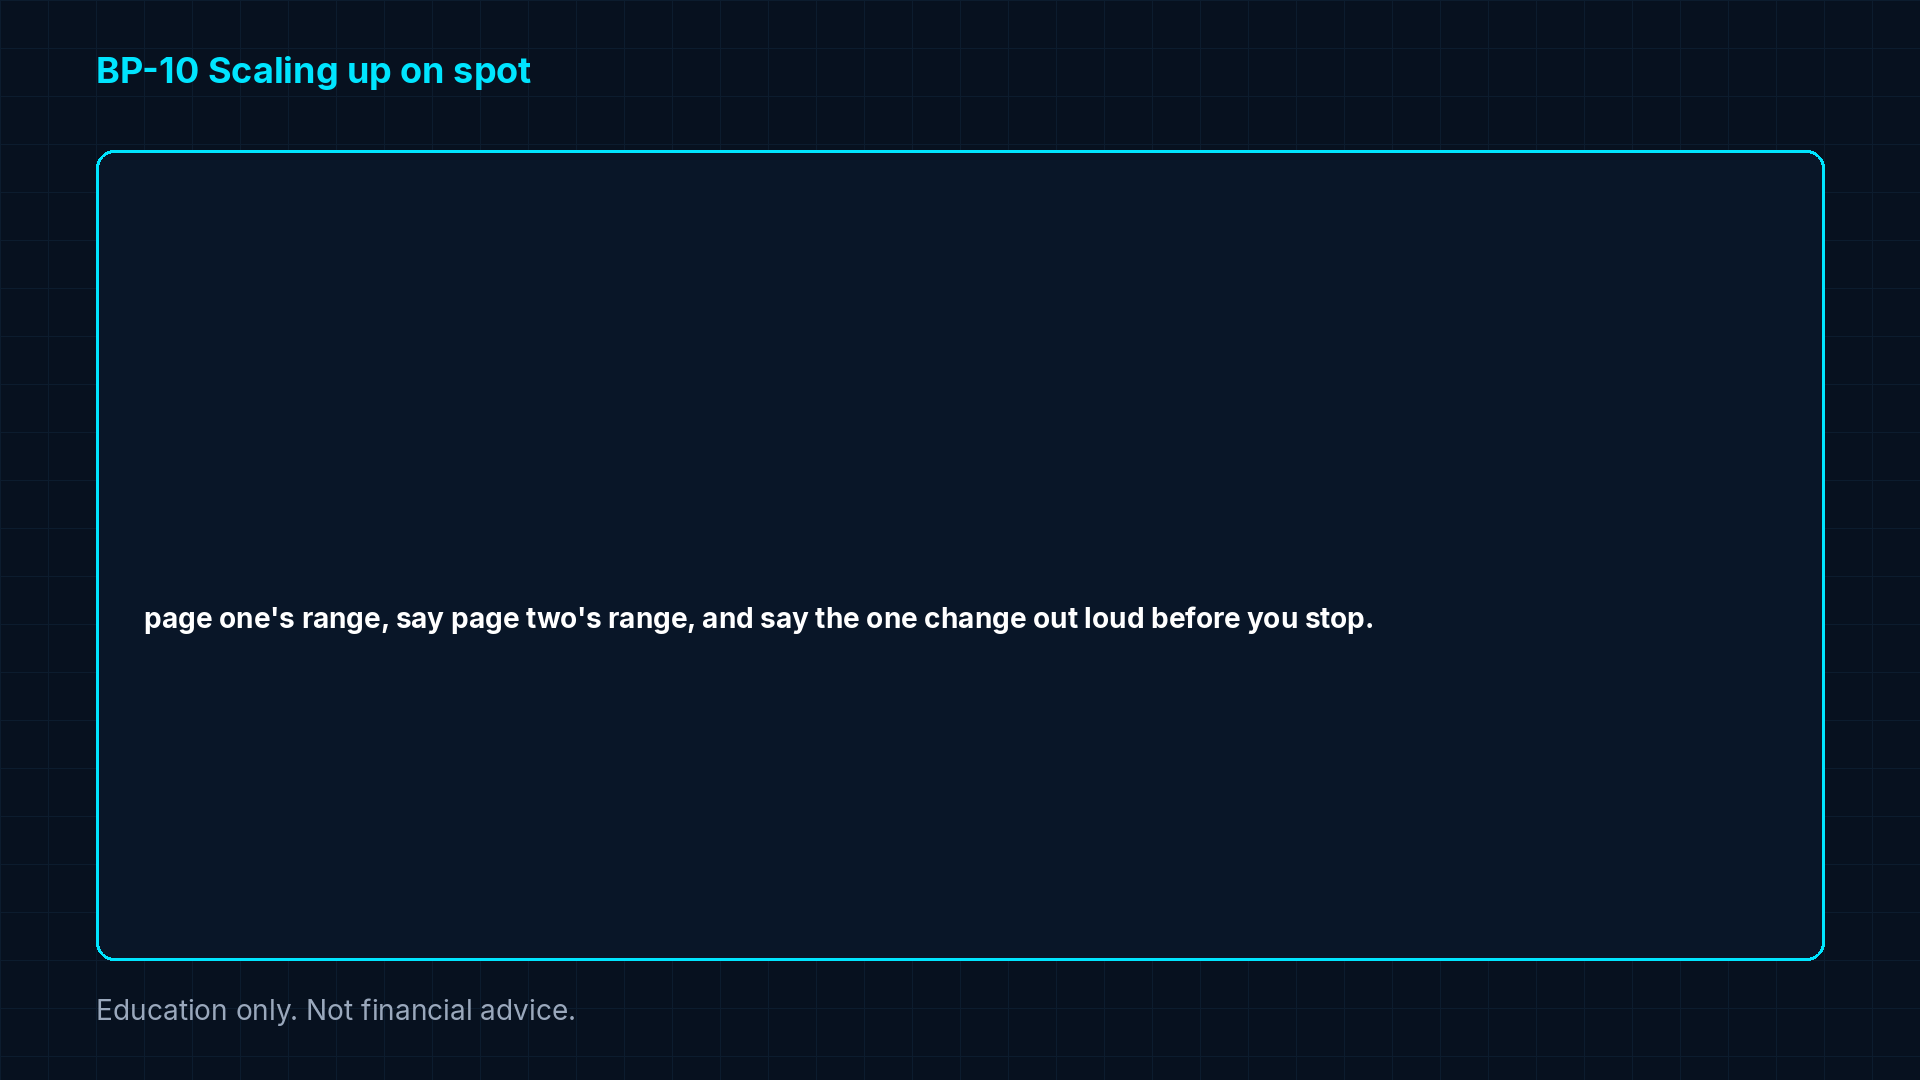 BP-10 Scaling up on spot
page one's range, say page two's range, and say the one change out loud before you stop.
Education only. Not financial advice.